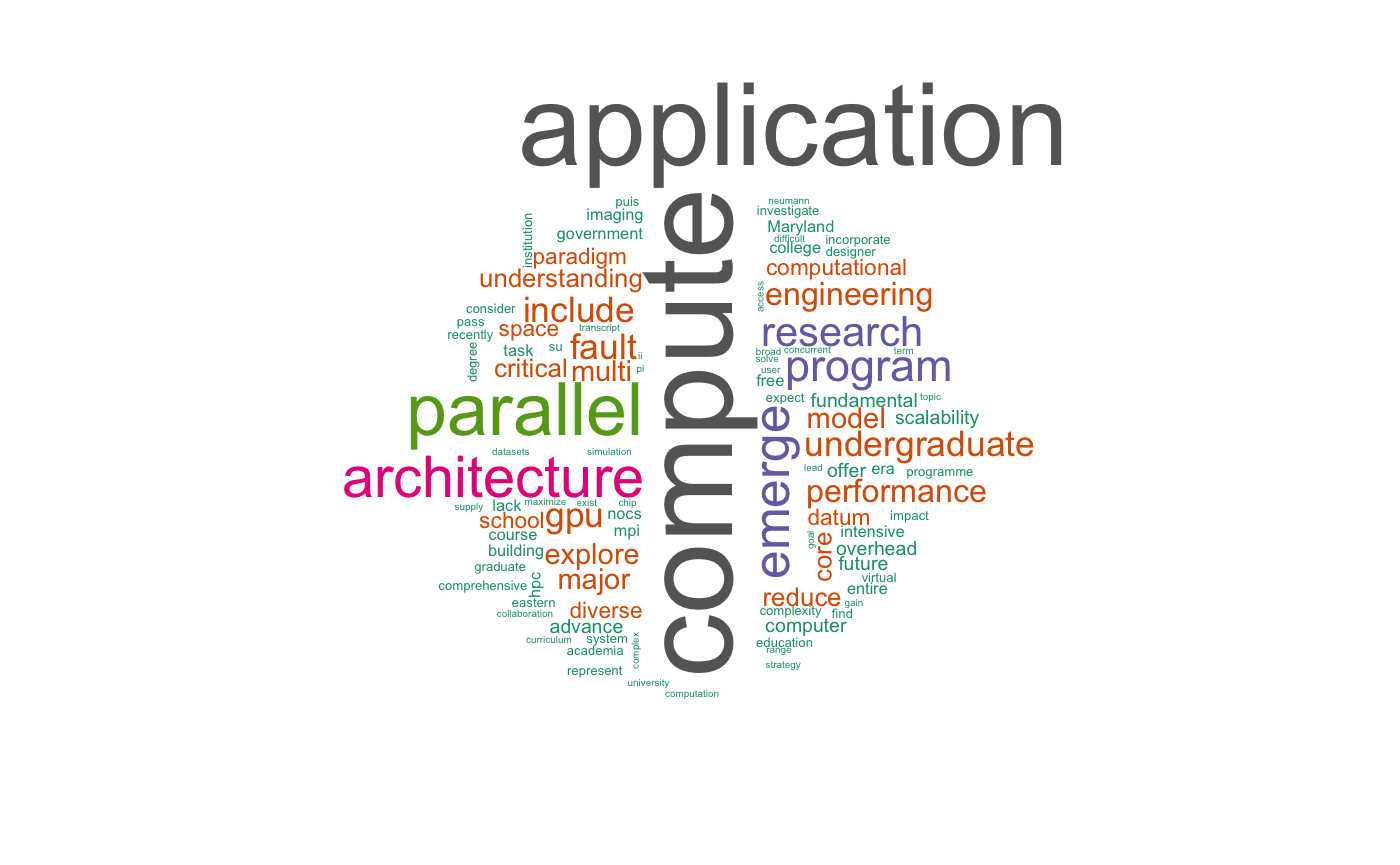 application
compute
puis
imaging
government
institution
paradigm
understanding
consider
include
pass
space
transcript
recently
degree
task
su
fault
ii
critical
multi
pi
parallel
datasets
simulation
architecture
supply
lack
maximize
exist
chip
school
gpu
nocs
course
mpi
building
explore
graduate
comprehensive
hpc
major
eastern
collaboration
diverse
advance
curriculum
system
academia
complex
represent
university
computation
neumann
investigate
Maryland
difficult
incorporate
college
designer
computational
access
engineering
research
broad
concurrent
term
solve
user
program
free
expect
fundamental
topic
emerge
model
scalability
undergraduate
lead
offer
era
programme
performance
datum
impact
goal
core
intensive
overhead
future
virtual
entire
reduce
gain
complexity
find
computer
education
range
strategy